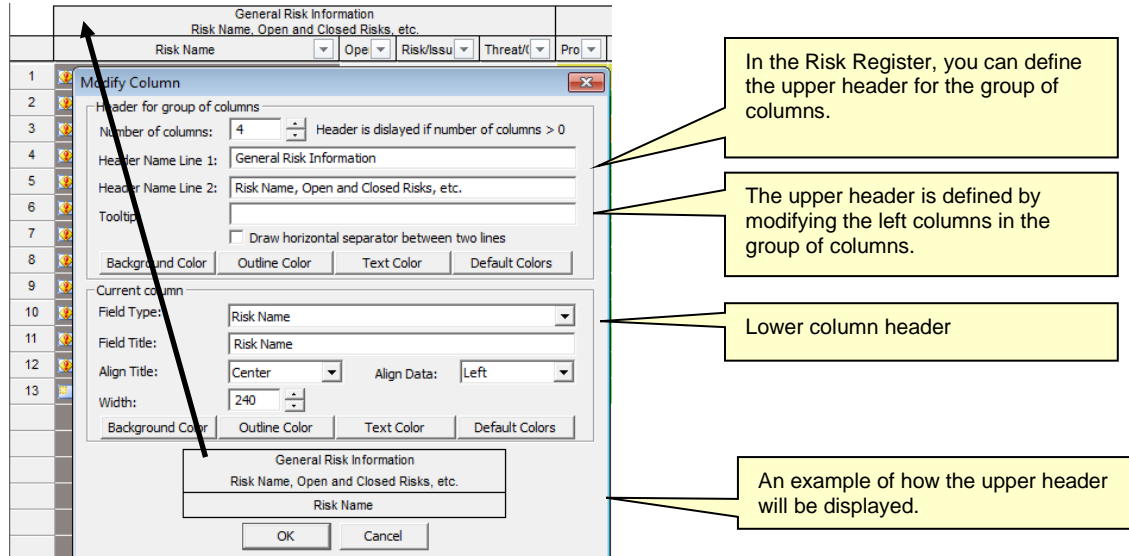 General Risk Information
Risk Name, Open and Closed Risks, etc.
Risk Name Ope Risk/Issu Threat/( Pro
1
2
3
4
5
6
7
8
9
10
11
12
13
Modify Column
Header for group of columns
Number of columns: 4 Header is dislayed if number of columns > 0
Header Name Line 1: General Risk Information
Header Name Line 2: Risk Name, Open and Closed Risks, etc.
Tooltip
Draw horizontal separator between two lines
Background Color Outline Color Text Color Default Colors
Current column
Field Type: Risk Name
Field Title: Risk Name
Align Title: Center Align Data: Left
Width: 240
Background Color Outline Color Text Color Default Colors
General Risk Information
Risk Name, Open and Closed Risks, etc.
Risk Name
OK Cancel
In the Risk Register, you can define
the upper header for the group of
columns.
The upper header is defined by
modifying the left columns in the
group of columns.
Lower column header
An example of how the upper header
will be displayed.